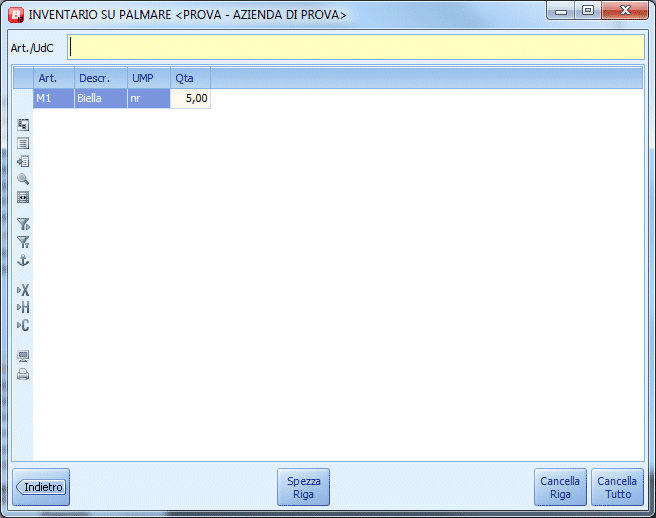 INVENTARIO SU PALMARE <PROVA - AZIENDA DI PROVA>
Art./UdC
Art. Descr. UMP Qta
M1 Biella nr 5,00
X
H
C
Indietro
Spezza
Riga
Cancella
Riga
Cancella
Tutto